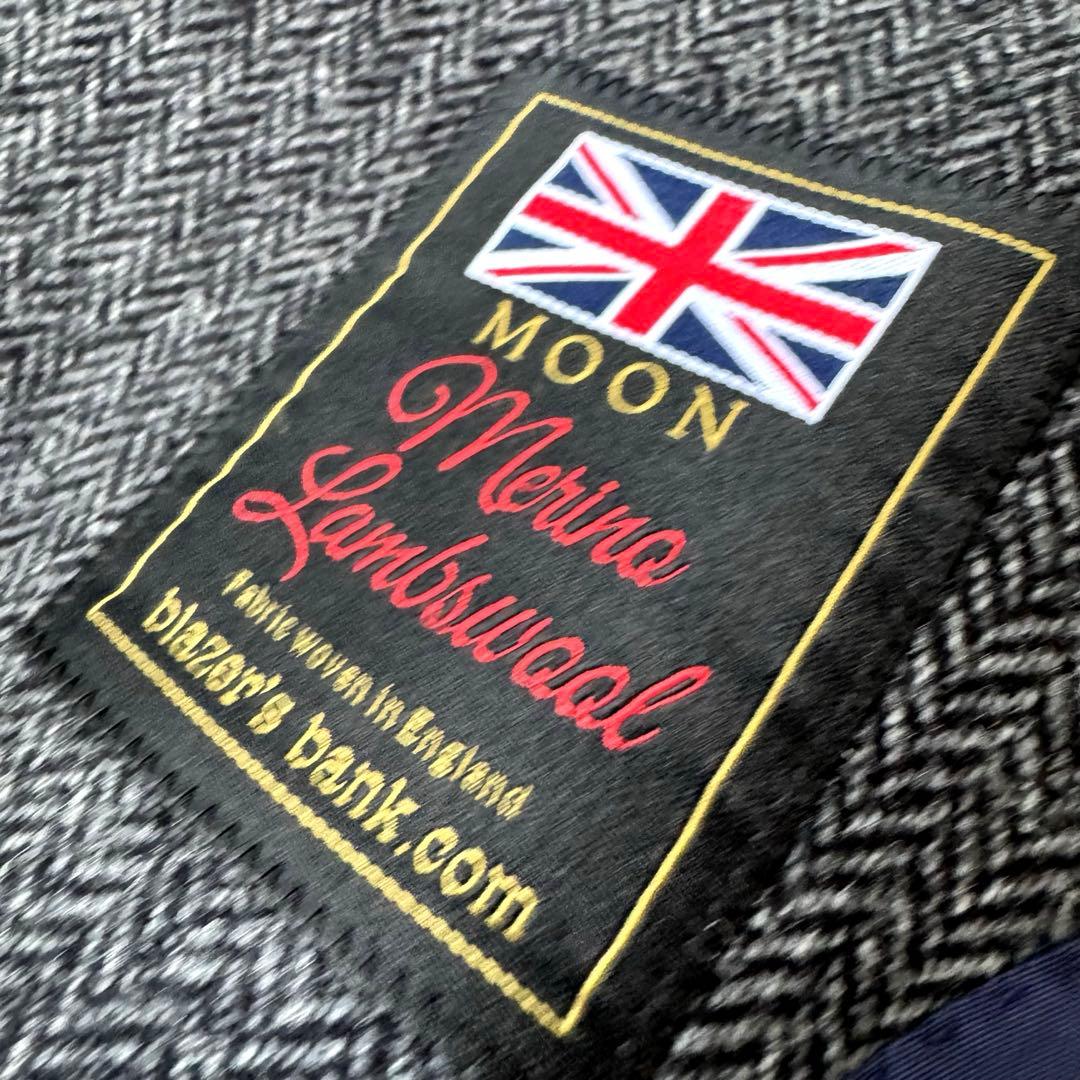 MOON
Merino
Lambswool
Fabric woven in England
blazer's bank.com